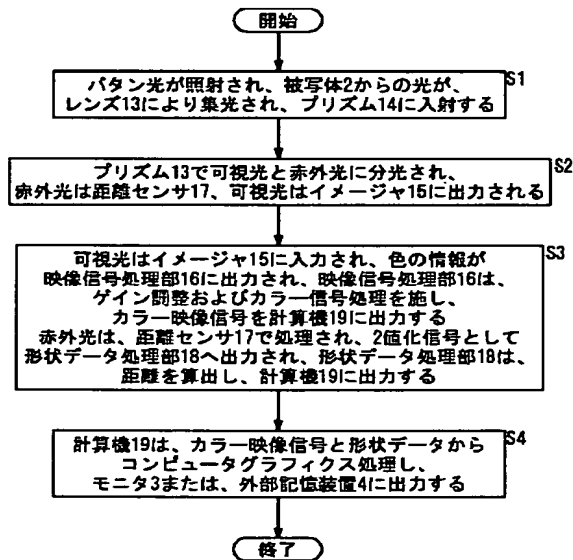 開始
S1
パタン光が照射され、被写体2からの光が、
レンズ13により集光され、プリズム14に入射する
S2
プリズム13で可視光と赤外光に分光され、
赤外光は距離センサ17、可視光はイメージャ15に出力される
S3
可視光はイメージャ15に入力され、色の情報が
映像信号処理部16に出力され、映像信号処理部16は、
ゲイン調整およびカラー信号処理を施し、
カラー映像信号を計算機19に出力する
赤外光は、距離センサ17で処理され、2値化信号として
形状データ処理部18へ出力され、形状データ処理部18は、
距離を算出し、計算機19に出力する
S4
計算機19は、カラー映像信号と形状データから
コンピュータグラフィクス処理し、
モニタ3または、外部記憶装置4に出力する
終了